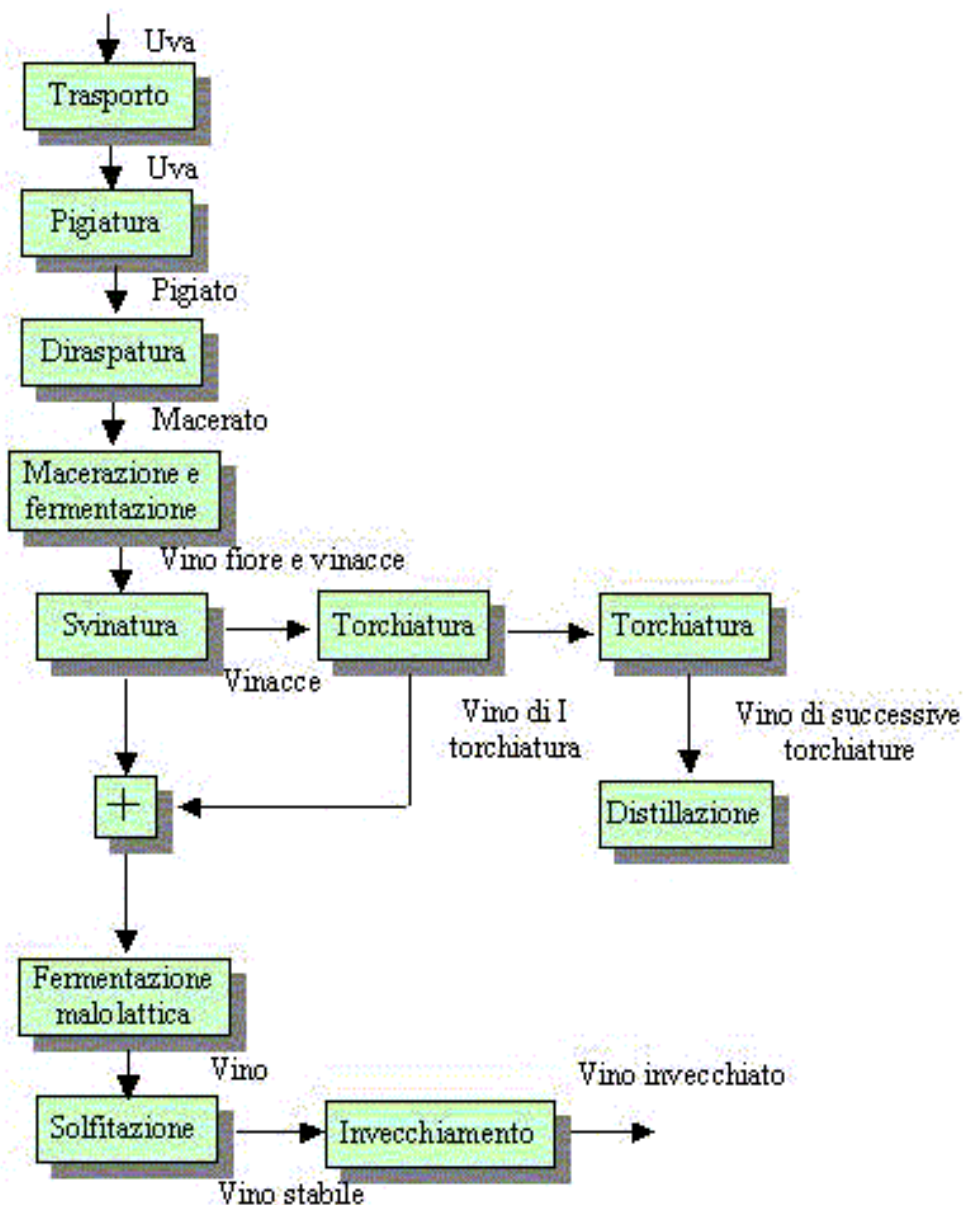 Uva
Trasporto
Uva
Pigiatura
Pigiato
Diraspatura
Macerato
Macerazione e
fermentazione
Vino fiore e vinacce
Svinatura
Torchiatura
Torchiatura
Vinacce
Vino di I
torchiatura
Vino di successive
torchiature
+
Distillazione
Fermentazione
malolattica
Vino
Vino invecchiato
Solfitazione
Invecchiamento
Vino stabile